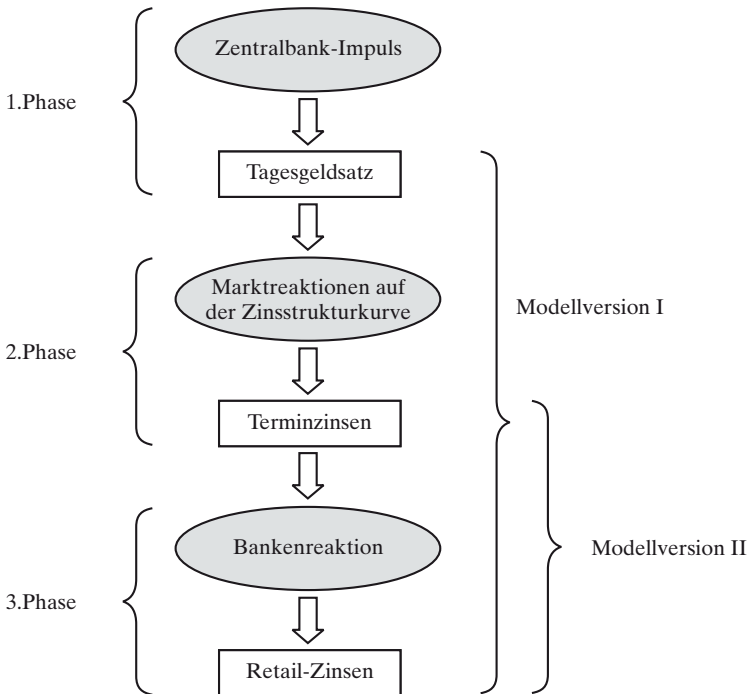 Zentralbank-Impuls
1.Phase
Tagesgeldsatz
Marktreaktionen auf
der Zinsstrukturkurve
Modellversion I
2.Phase
Terminzinsen
Bankenreaktion
Modellversion II
3.Phase
Retail-Zinsen